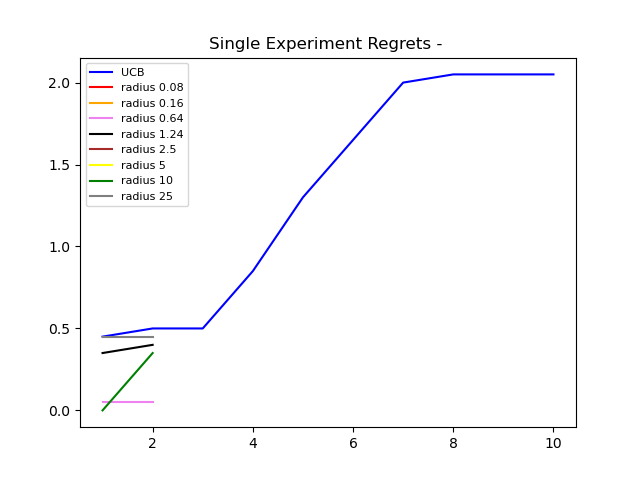 Single Experiment Regrets -
UCB
radius 0.08
radius 0.16
radius 0.64
radius 1.24
radius 2.5
radius 5
radius 10
radius 25
2.0
1.5
1.0
0.5
0.0
2 4 6 8 10